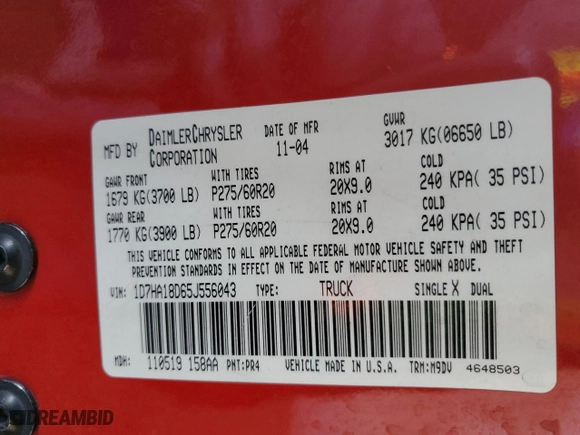 MFD BY DAIMLERCHRYSLER CORPORATION DATE OF MFR 11-04 GVWR 3017 KG(06650 LB)
GAWR FRONT WITH TIRES RIMS AT COLD
1679 KG(3700 LB) P275/60R20 20X9.0 240 KPA( 35 PSI)
GAWR REAR WITH TIRES RIMS AT COLD
1770 KG(3900 LB) P275/60R20 20X9.0 240 KPA( 35 PSI)
THIS VEHICLE CONFORMS TO ALL APPLICABLE FEDERAL MOTOR VEHICLE SAFETY AND THEFT
PREVENTION STANDARDS IN EFFECT ON THE DATE OF MANUFACTURE SHOWN ABOVE.
VIN: 1D7HA18D65J556043 TYPE: TRUCK SINGLE X DUAL
MDH: 110519 158AA PNT:PR4 VEHICLE MADE IN U.S.A. TRM:M9DV 4648503
DREAMBID